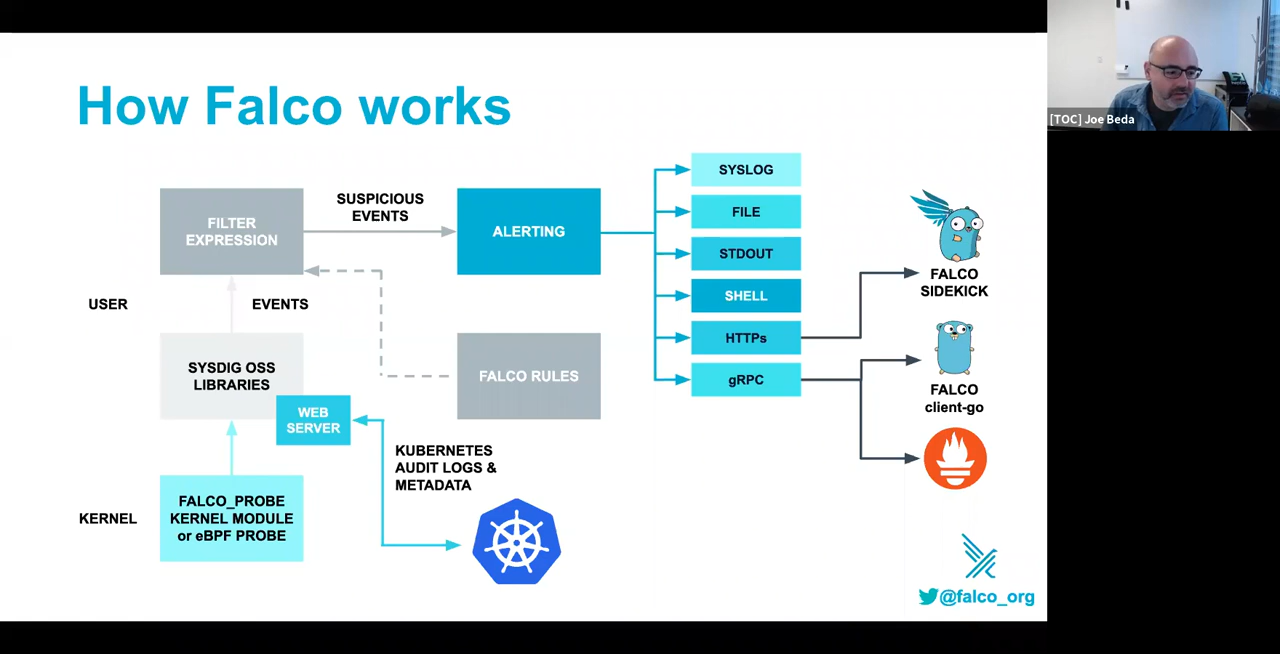 How Falco works
[TOC] Joe Beda
FILTER
EXPRESSION
SUSPICIOUS
EVENTS
ALERTING
SYSLOG
FILE
STDOUT
SHELL
HTTPs
gRPC
FALCO
SIDEKICK
FALCO
client-go
USER
EVENTS
SYSDIG OSS
LIBRARIES
WEB
SERVER
FALCO RULES
KUBERNETES
AUDIT LOGS &
METADATA
KERNEL
FALCO_PROBE
KERNEL MODULE
or eBPF PROBE
@falco_org